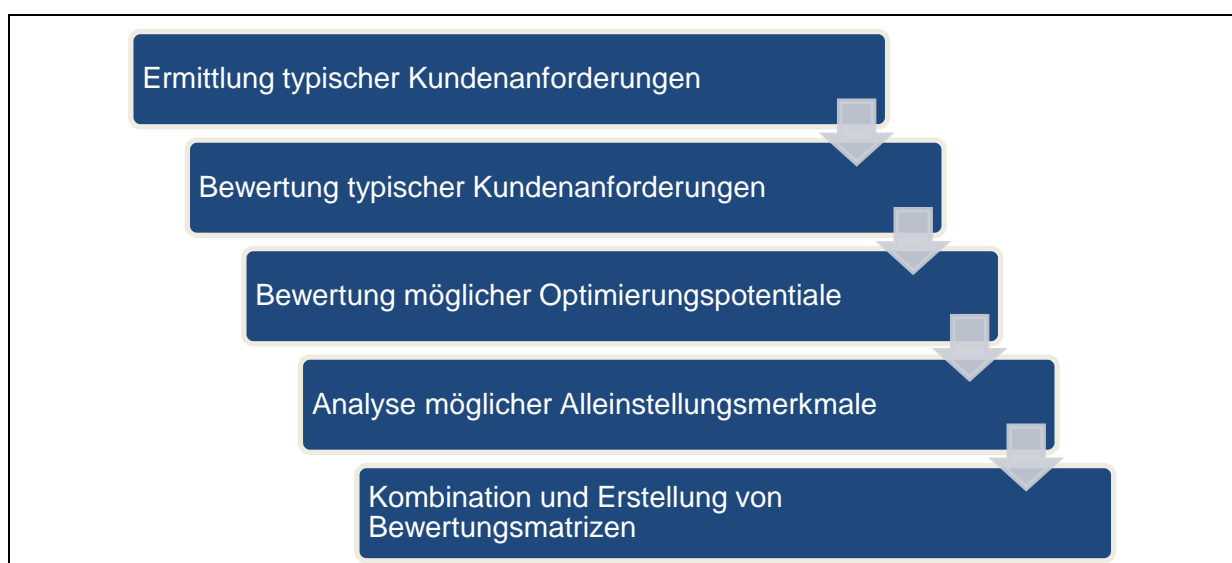 Ermittlung typischer Kundenanforderungen
Bewertung typischer Kundenanforderungen
Bewertung möglicher Optimierungspotentiale
Analyse möglicher Alleinstellungsmerkmale
Kombination und Erstellung von
Bewertungsmatrizen